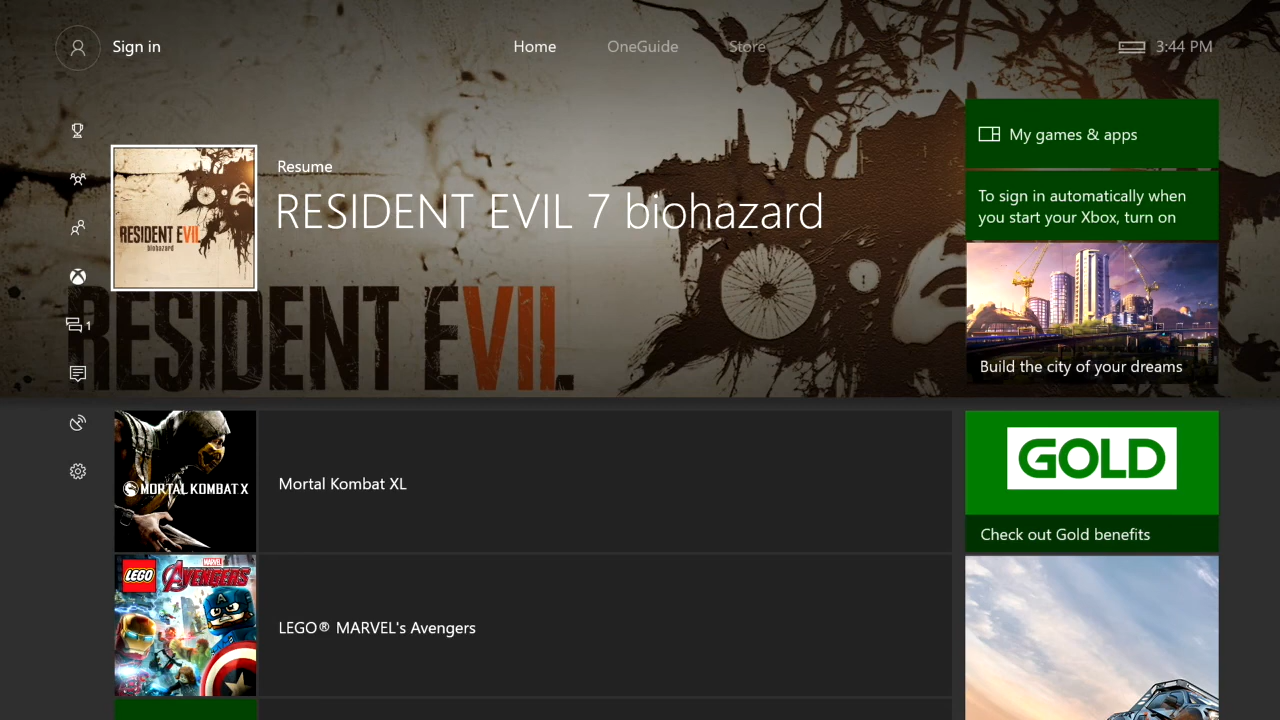 Sign in
Home
OneGuide
Store
3:44 PM
My games & apps
Resume
RESIDENT EVIL 7 biohazard
RESIDENT EVIL
biohazard
To sign in automatically when
you start your Xbox, turn on
RESIDENT EVIL
1
Build the city of your dreams
MORTAL KOMBAT X
Mortal Kombat XL
GOLD
Check out Gold benefits
LEGO
MARVEL
AVENGERS
LEGO® MARVEL's Avengers